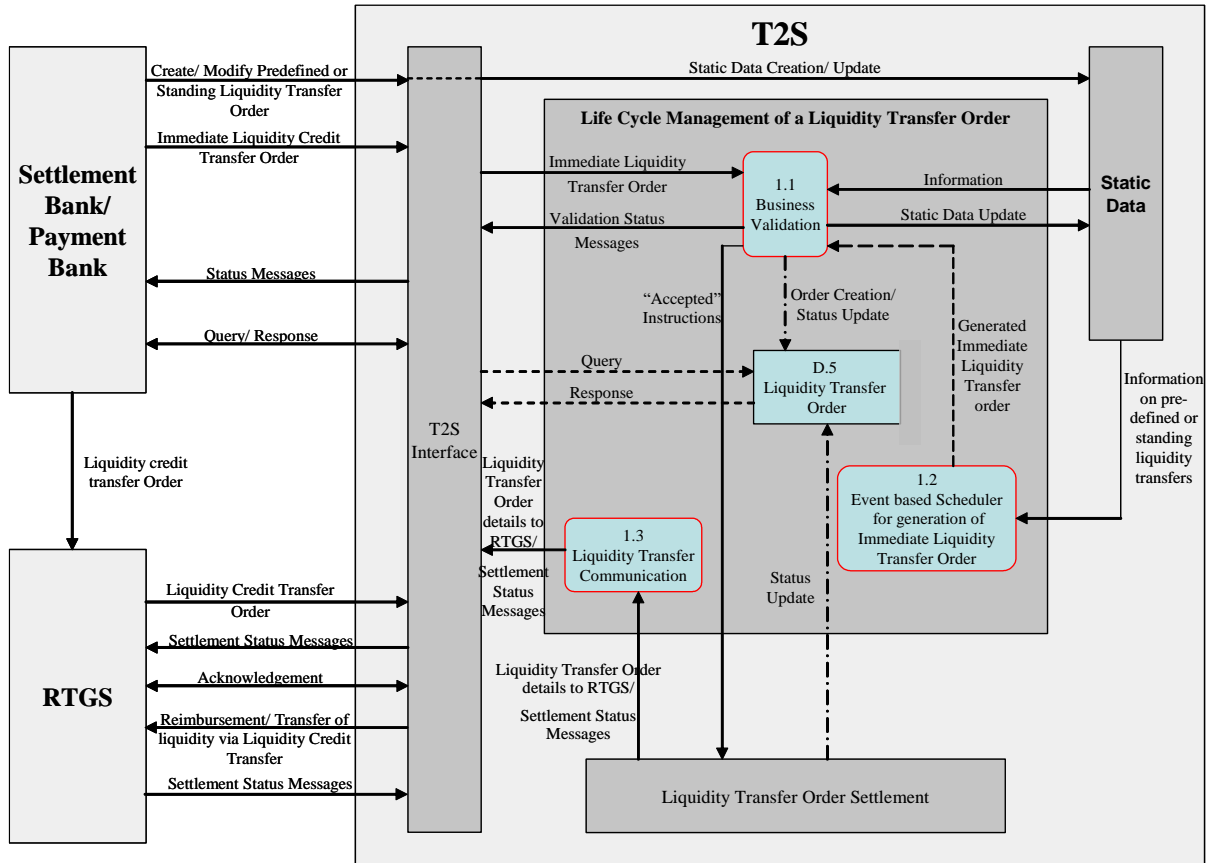 T2S
Settlement
Bank/
Payment
Bank
Create/ Modify Predefined or
Standing Liquidity Transfer
Order
Immediate Liquidity Credit
Transfer Order
Status Messages
Query/ Response
Liquidity credit
transfer Order
RTGS
Liquidity Credit Transfer
Order
Settlement Status Messages
Acknowledgement
Reimbursement/ Transfer of
liquidity via Liquidity Credit
Transfer
Settlement Status Messages
T2S
Interface
Static Data Creation/ Update
Life Cycle Management of a Liquidity Transfer Order
Immediate Liquidity
Transfer Order
Validation Status
Messages
1.1
Business
Validation
Information
Static Data Update
Static
Data
"Accepted"
Instructions
Order Creation/
Status Update
Generated
Immediate
Liquidity
Transfer
order
Query
Response
D.5
Liquidity Transfer
Order
Information
on pre-
defined or
standing
liquidity
transfers
Liquidity
Transfer
Order
details to
RTGS/
Settlement
Status
Messages
1.3
Liquidity Transfer
Communication
1.2
Event based Scheduler
for generation of
Immediate Liquidity
Transfer Order
Status
Update
Liquidity Transfer Order
details to RTGS/
Settlement Status
Messages
Liquidity Transfer Order Settlement